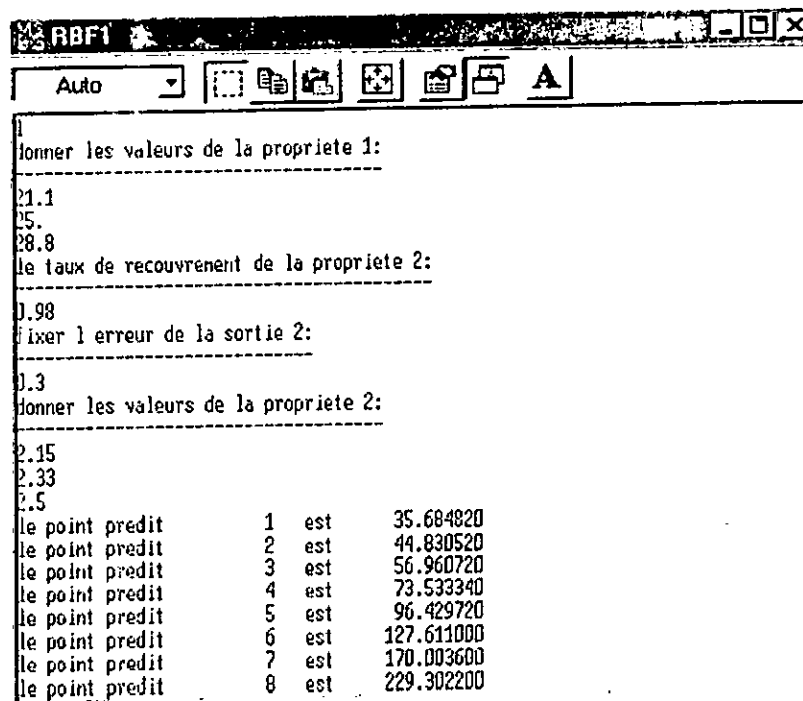 RBF1
Auto A
1
donner les valeurs de la propriete 1:
21.1
25.
28.8
le taux de recouvrement de la propriete 2:
0.98
fixer l erreur de la sortie 2:
0.3
donner les valeurs de la propriete 2:
2.15
2.33
2.5
le point predit 1 est 35.684820
le point predit 2 est 44.830520
le point predit 3 est 56.960720
le point predit 4 est 73.533340
le point predit 5 est 96.429720
le point predit 6 est 127.611000
le point predit 7 est 170.003600
le point predit 8 est 229.302200